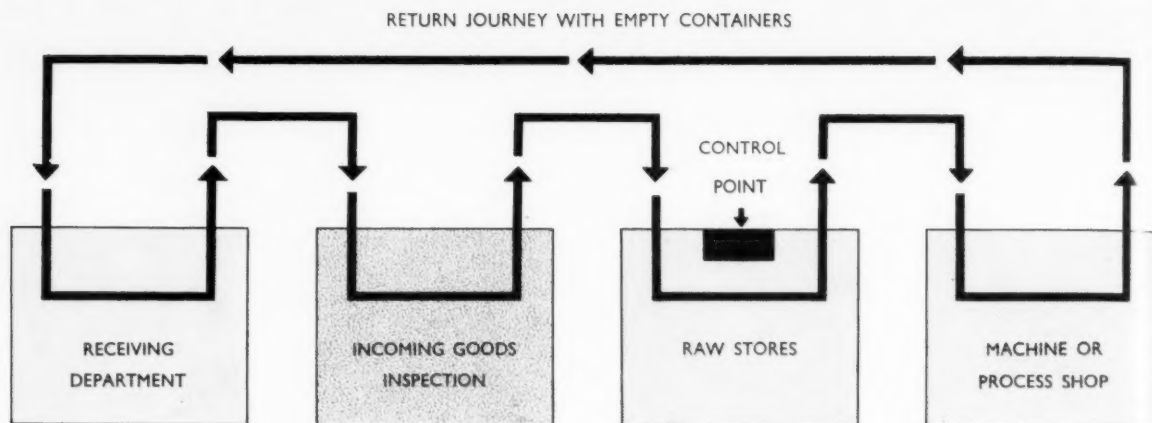 RETURN JOURNEY WITH EMPTY CONTAINERS
CONTROL
POINT
RECEIVING
DEPARTMENT
INCOMING GOODS
INSPECTION
RAW STORES
MACHINE OR
PROCESS SHOP